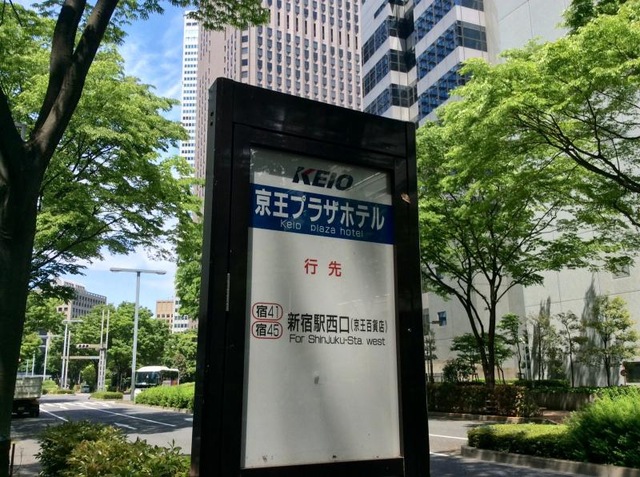 KEIO
京王プラザホテル
Keio plaza hotel
行先
宿41
宿45
新宿駅西口(京王百貨店)
For Shinjuku-Sta. west